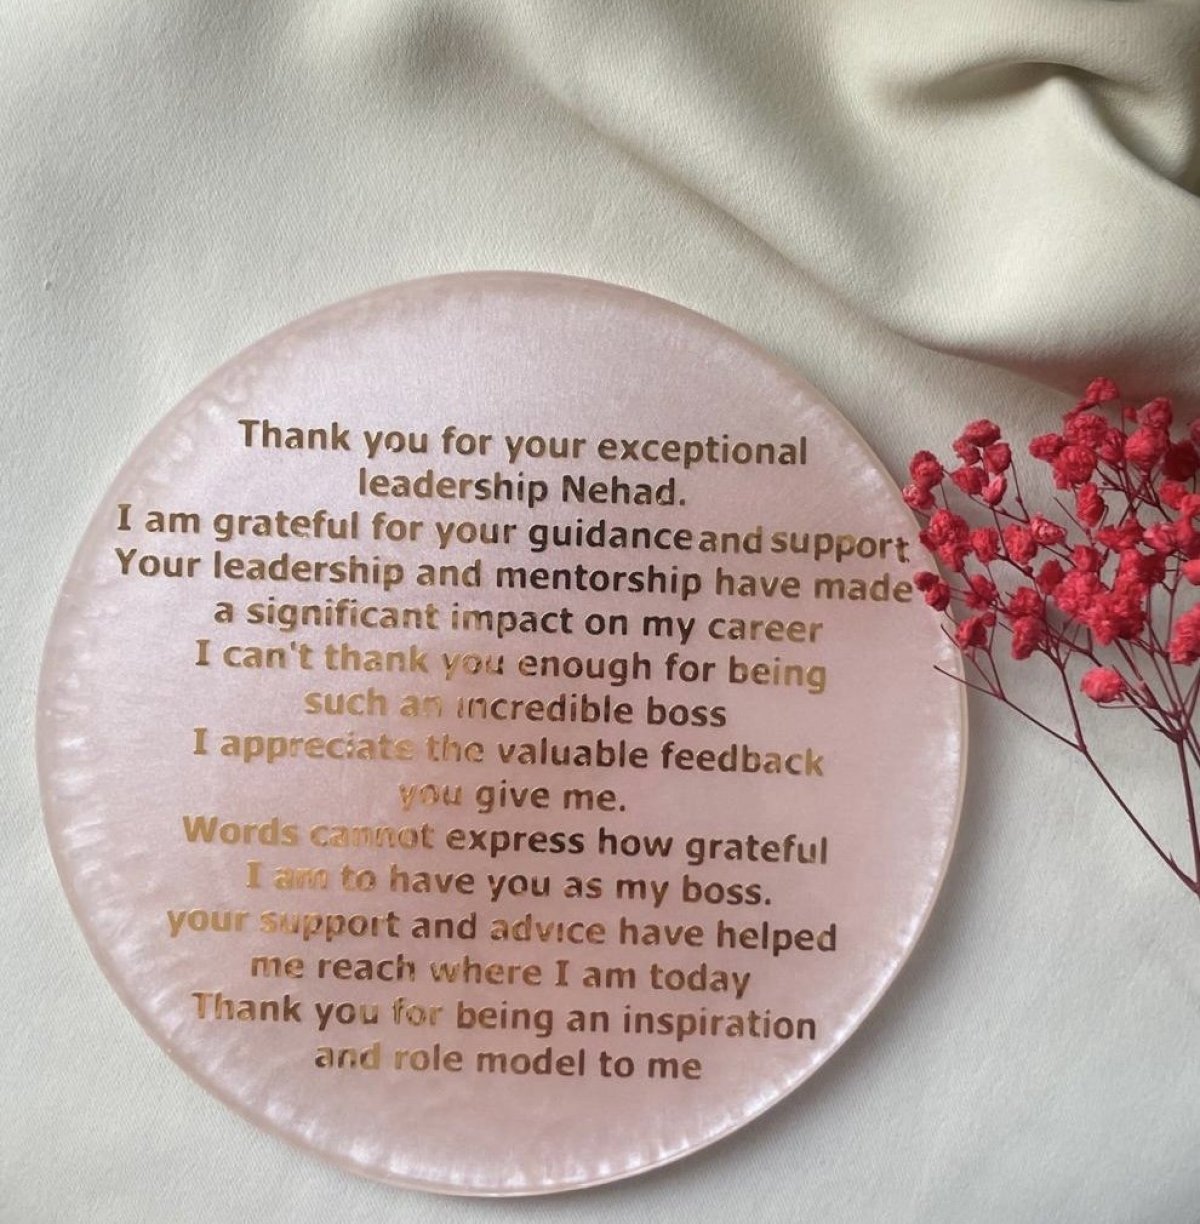 Thank you for your exceptional
leadership Nehad.
I am grateful for your guidance and support
Your leadership and mentorship have made
a significant impact on my career
I can't thank you enough for being
such an incredible boss
I appreciate the valuable feedback
you give me.
Words cannot express how grateful
I am to have you as my boss.
your support and advice have helped
me reach where I am today
Thank you for being an inspiration
and role model to me